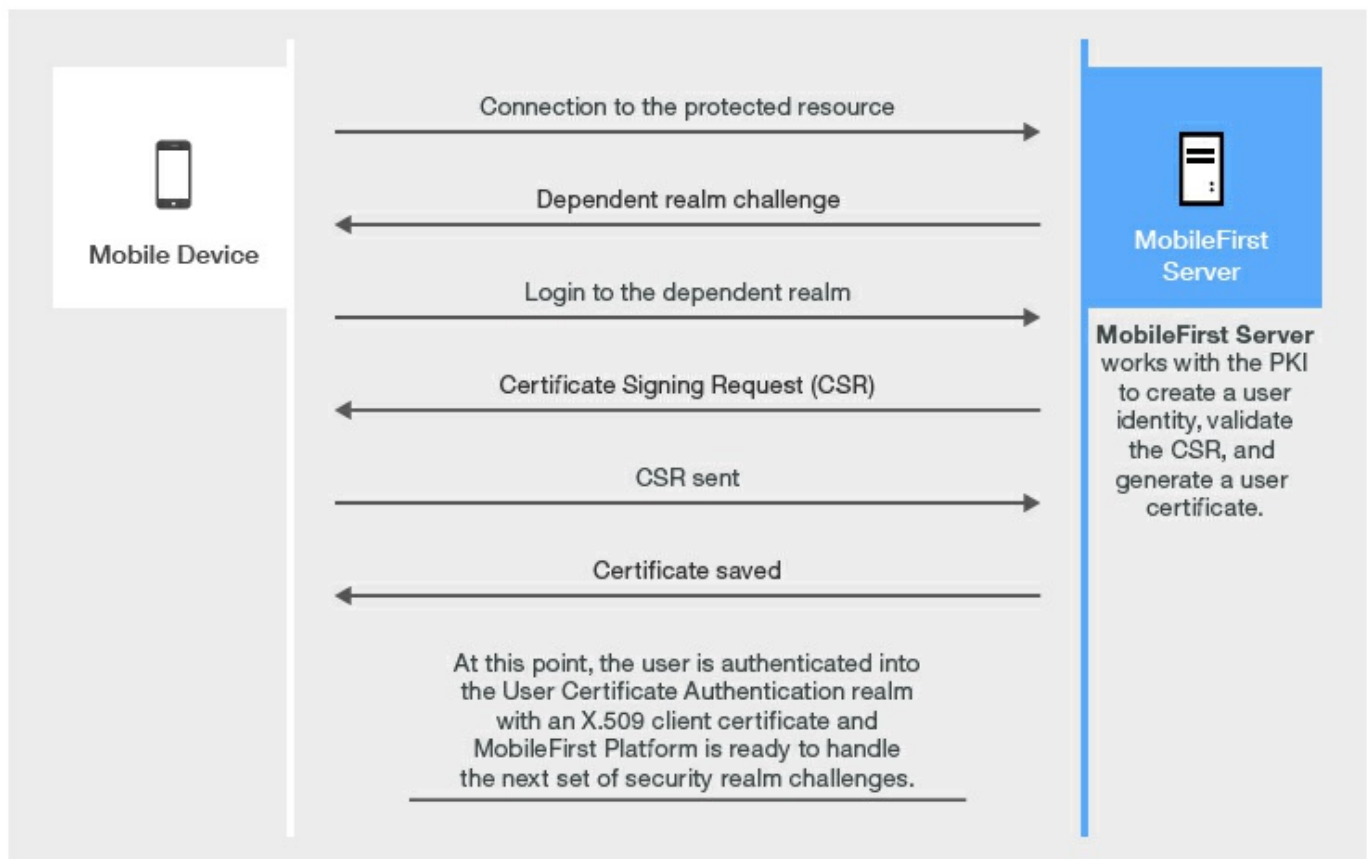 Connection to the protected resource
Dependent realm challenge
Mobile Device
MobileFirst
Server
Login to the dependent realm
MobileFirst Server
works with the PKI
to create a user
identity, validate
the CSR, and
generate a user
certificate.
Certificate Signing Request (CSR)
CSR sent
Certificate saved
At this point, the user is authenticated into
the User Certificate Authentication realm
with an X.509 client certificate and
MobileFirst Platform is ready to handle
the next set of security realm challenges.